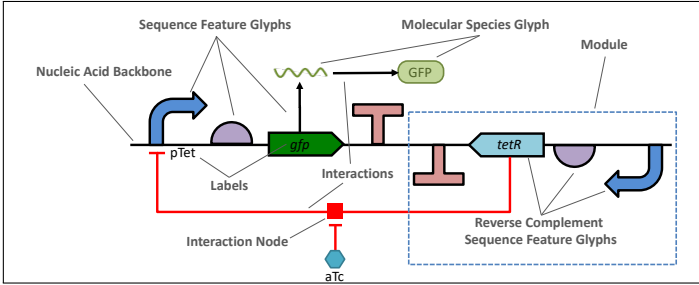 Sequence Feature Glyphs
Molecular Species Glyph
Module
Nucleic Acid Backbone
GFP
pTet
gfp
tetR
Labels
Interactions
Interaction Node
Reverse Complement
Sequence Feature Glyphs
aTc